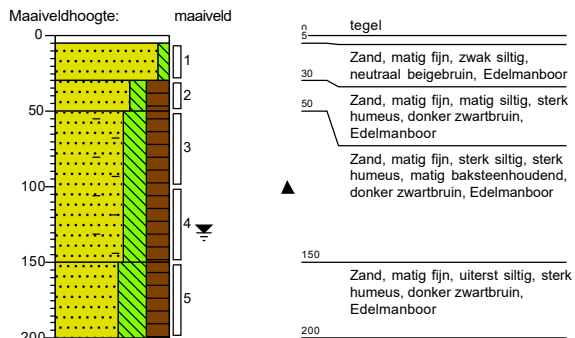 Maaiveldhoogte: maaiveld
0
50
100
150
200
1
2
3
4
5
0 tegel
5
Zand, matig fijn, zwak siltig,
neutraal beigebruin, Edelmanboor
30
Zand, matig fijn, matig siltig, sterk
humeus, donker zwartbruin,
Edelmanboor
50
Zand, matig fijn, sterk siltig, sterk
humeus, matig baksteenhoudend,
donker zwartbruin, Edelmanboor
150
Zand, matig fijn, uiterst siltig, sterk
humeus, donker zwartbruin,
Edelmanboor
200